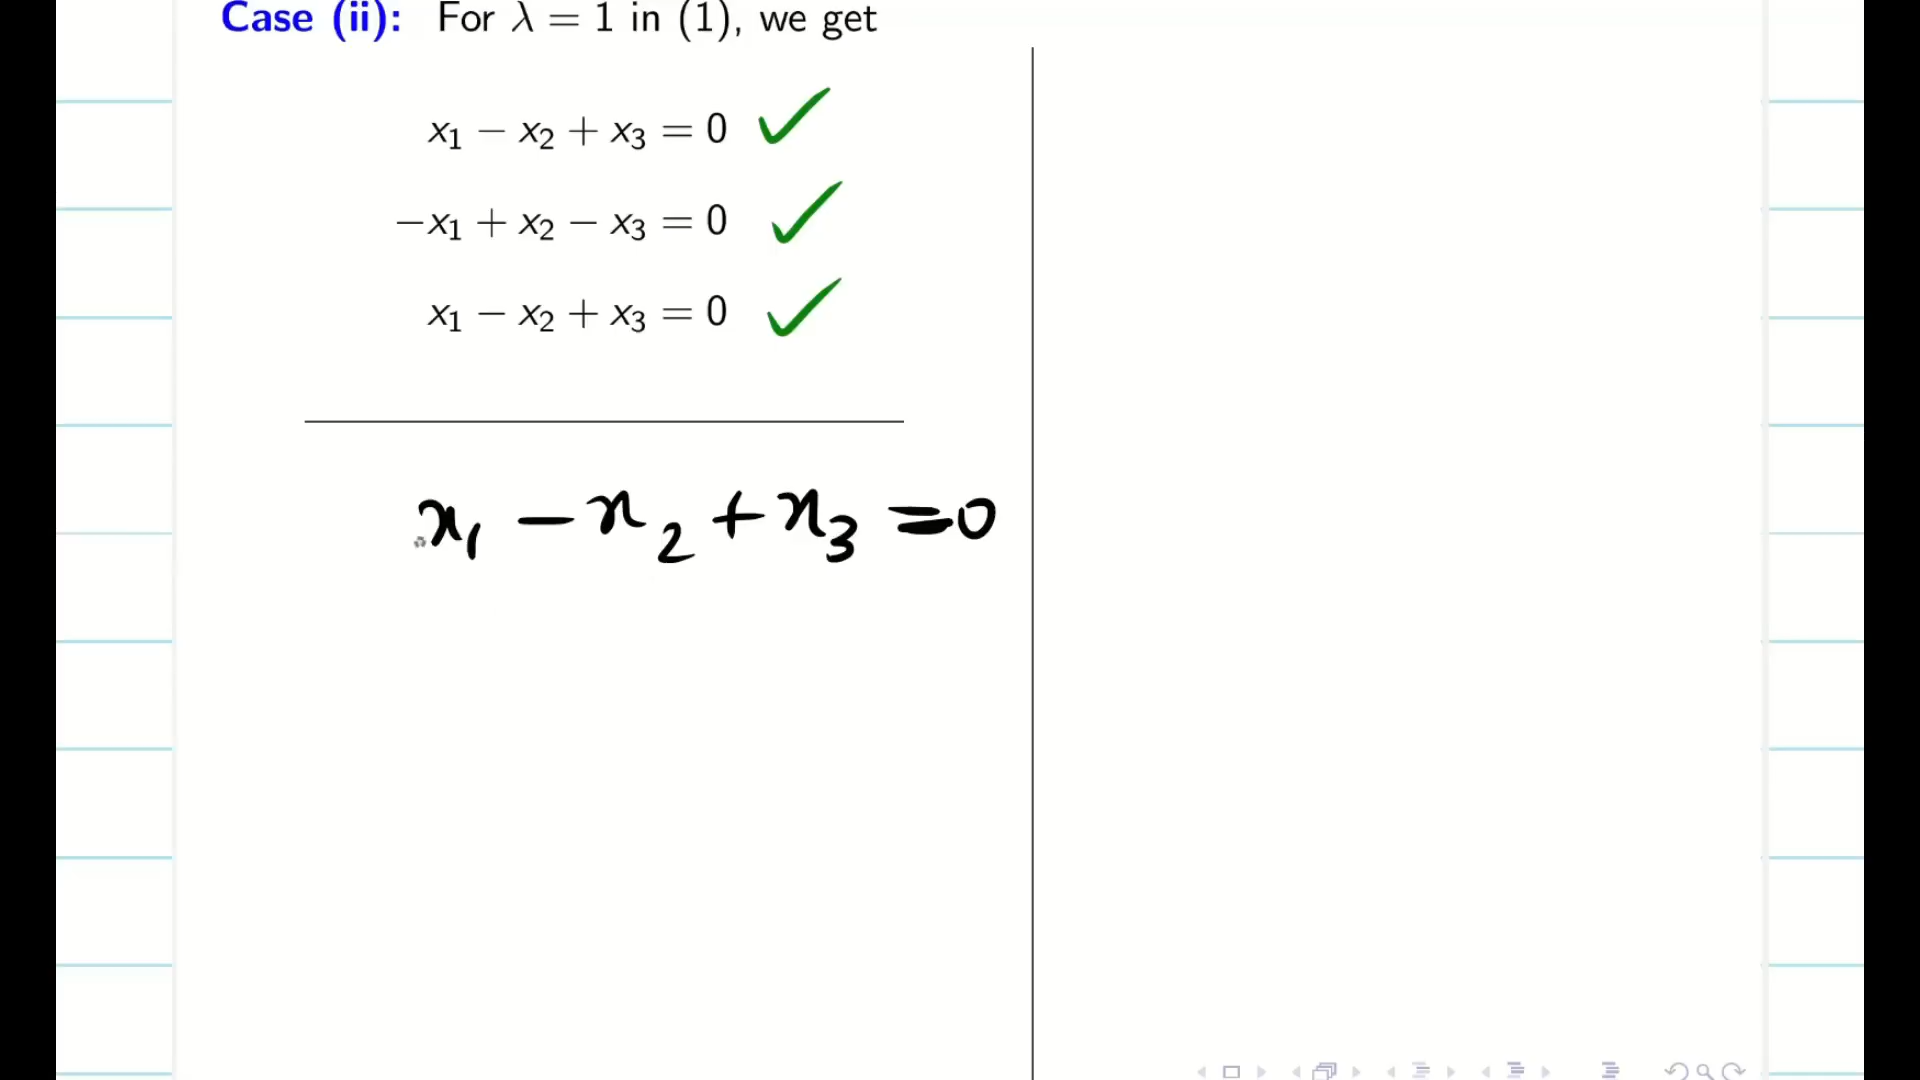 Case (ii): For λ = 1 in (1), we get
x₁ − x₂ + x₃ = 0
−x₁ + x₂ − x₃ = 0
x₁ − x₂ + x₃ = 0
x₁ − x₂ + x₃ = 0